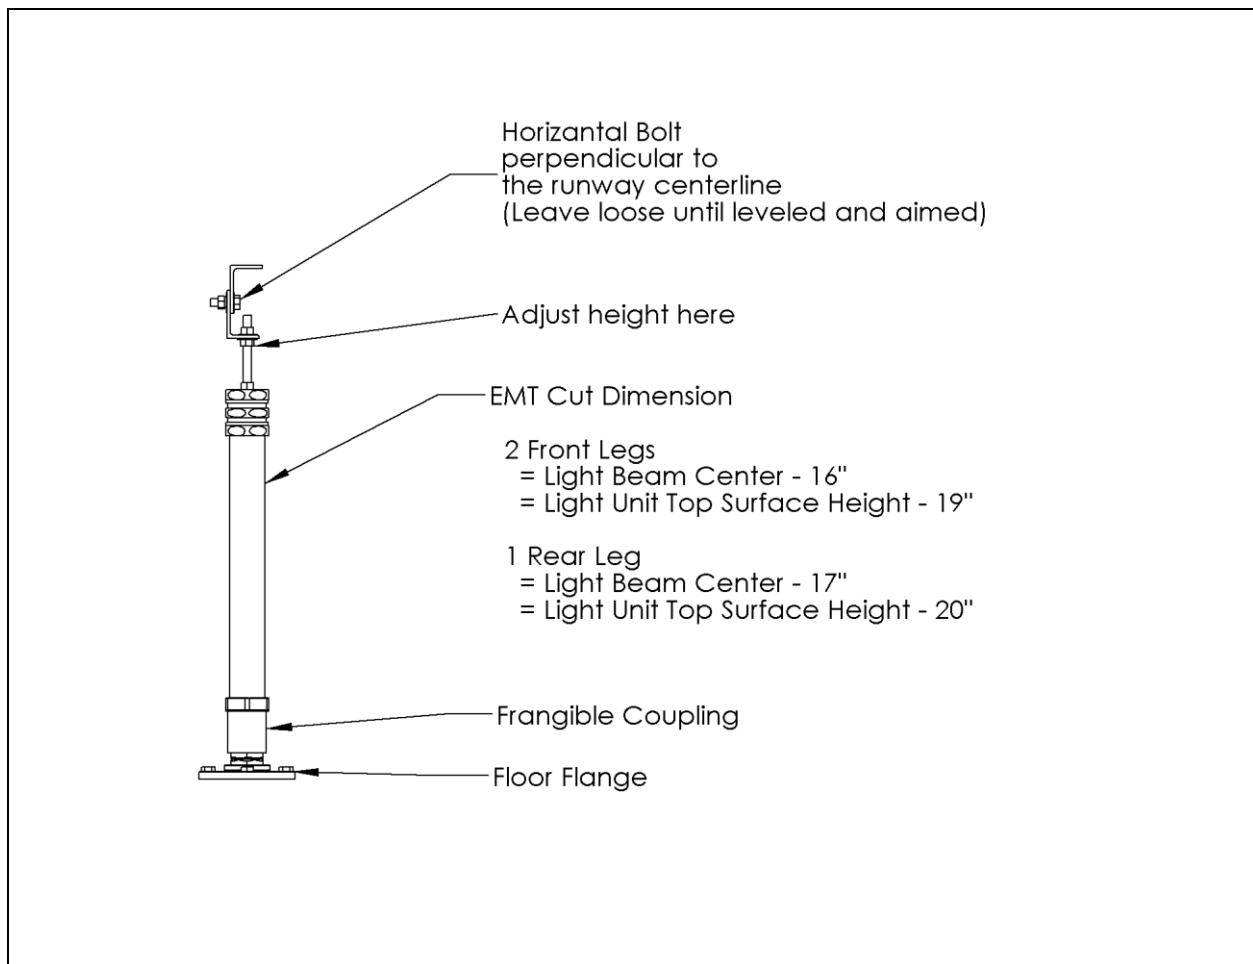 Horizantal Bolt
perpendicular to
the runway centerline
(Leave loose until leveled and aimed)
Adjust height here
EMT Cut Dimension
2 Front Legs
= Light Beam Center - 16"
= Light Unit Top Surface Height - 19"
1 Rear Leg
= Light Beam Center - 17"
= Light Unit Top Surface Height - 20"
Frangible Coupling
Floor Flange